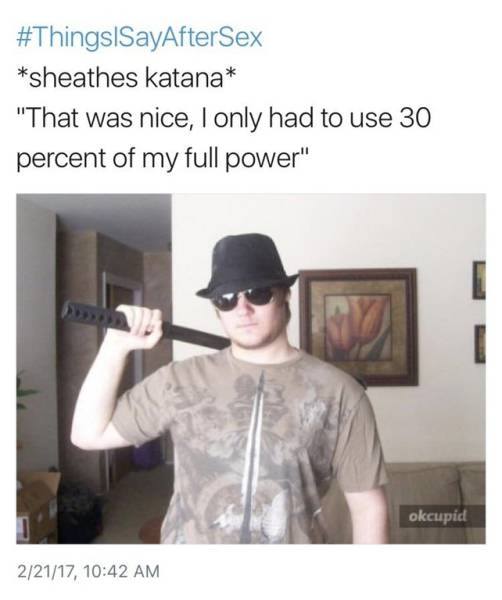 #ThingsISayAfterSex
*sheathes katana*
"That was nice, I only had to use 30
percent of my full power"
okcupid
2/21/17, 10:42 AM